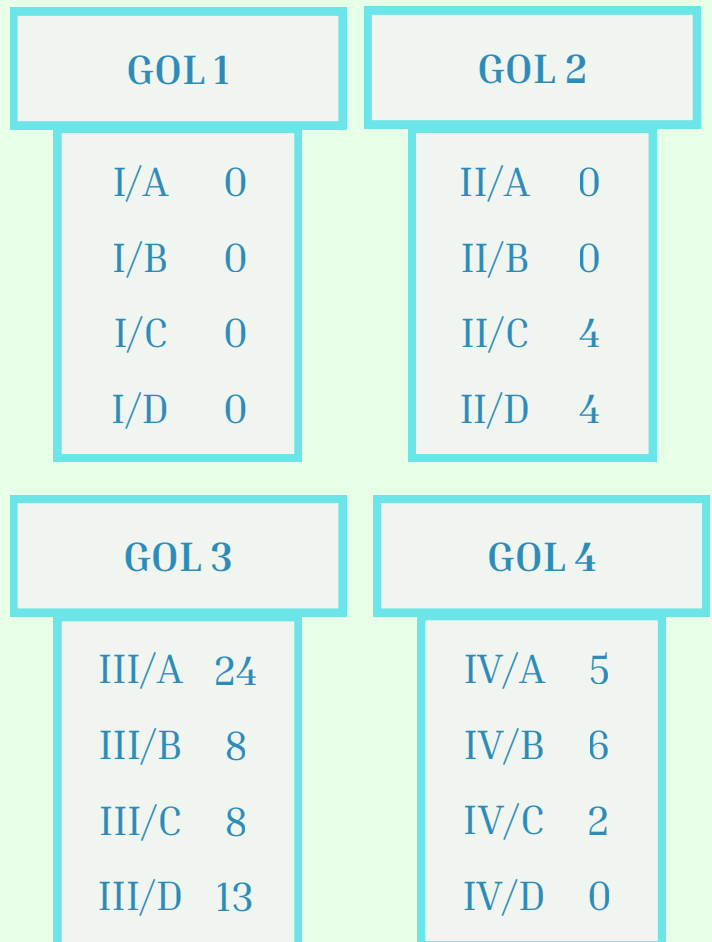 GOL 1
I/A 0
I/B 0
I/C 0
I/D 0
GOL 2
II/A 0
II/B 0
II/C 4
II/D 4
GOL 3
III/A 24
III/B 8
III/C 8
III/D 13
GOL 4
IV/A 5
IV/B 6
IV/C 2
IV/D 0